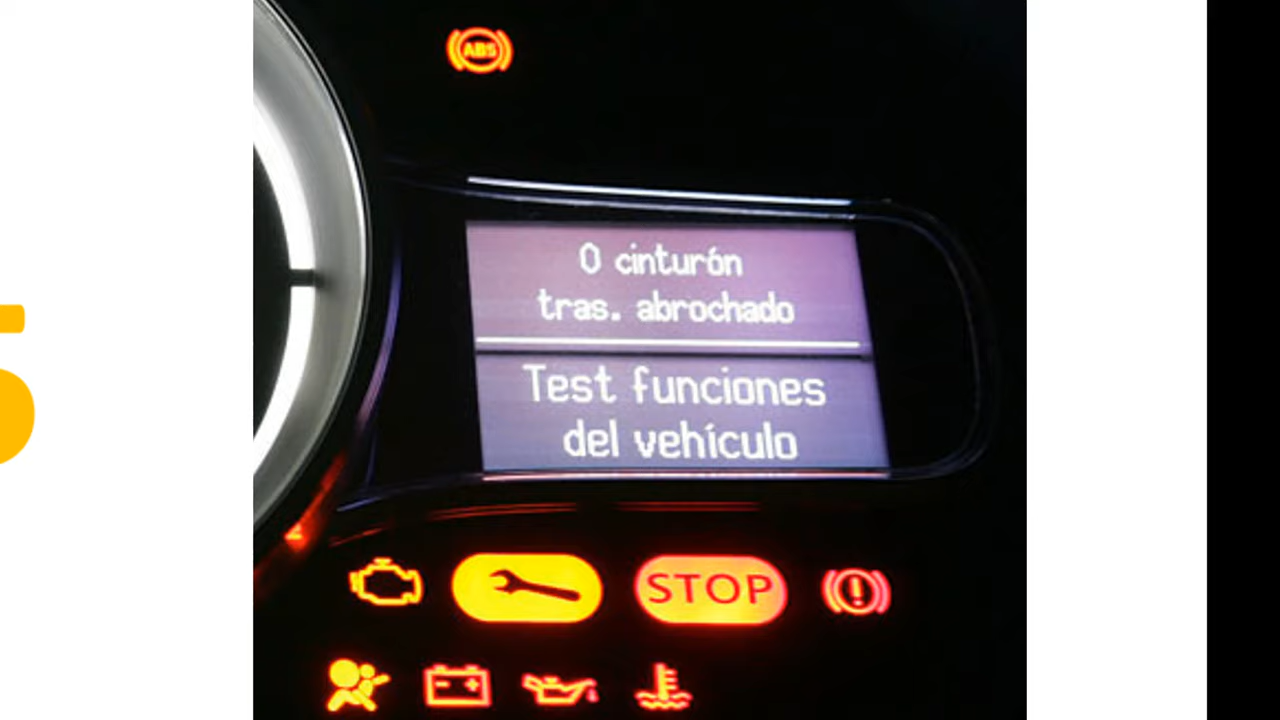 ABS
0 cinturón
tras. abrochado
Test funciones
del vehículo
STOP